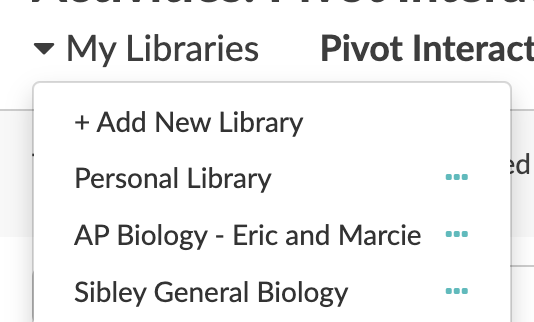 My Libraries Pivot Interact
+ Add New Library
Personal Library
AP Biology - Eric and Marcie
Sibley General Biology